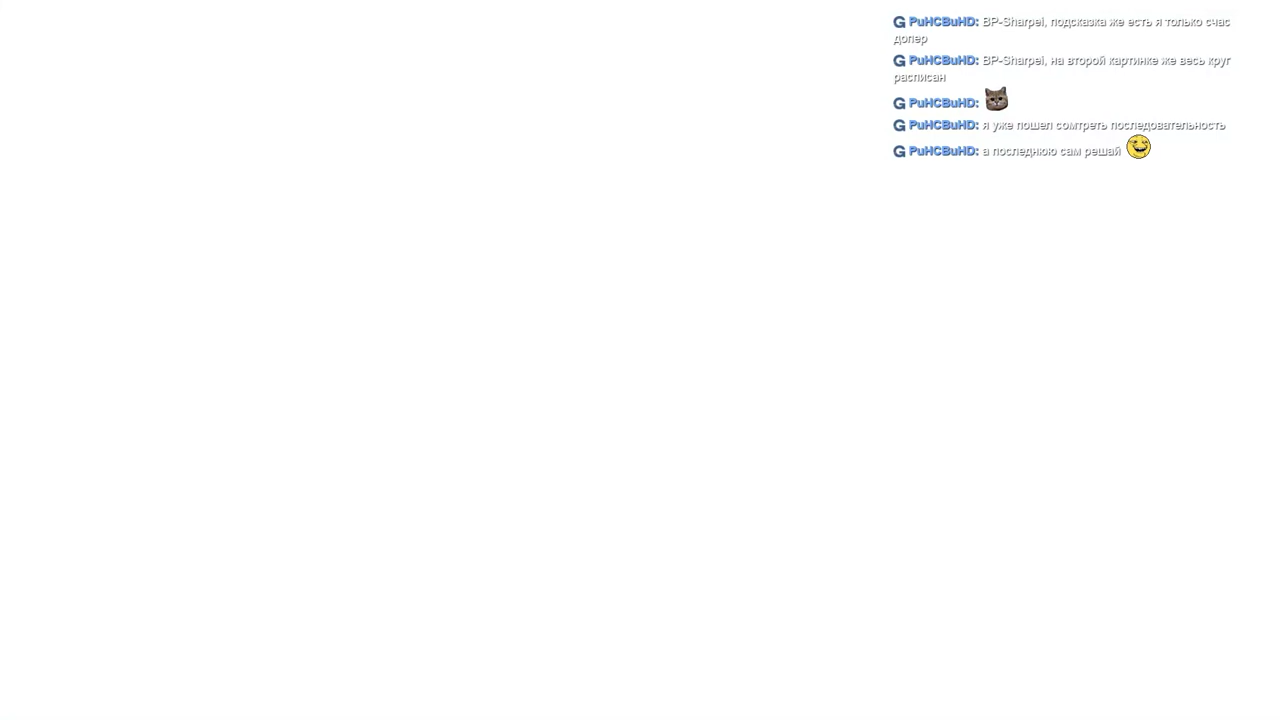 G PuHCBuHD: BP-Sharpei, подсказка же есть я только счас
допер
G PuHCBuHD: BP-Sharpei, на второй картинке же весь круг
расписан
G PuHCBuHD:
G PuHCBuHD: я уже пошел сомтреть последовательность
G PuHCBuHD: а последнюю сам решай